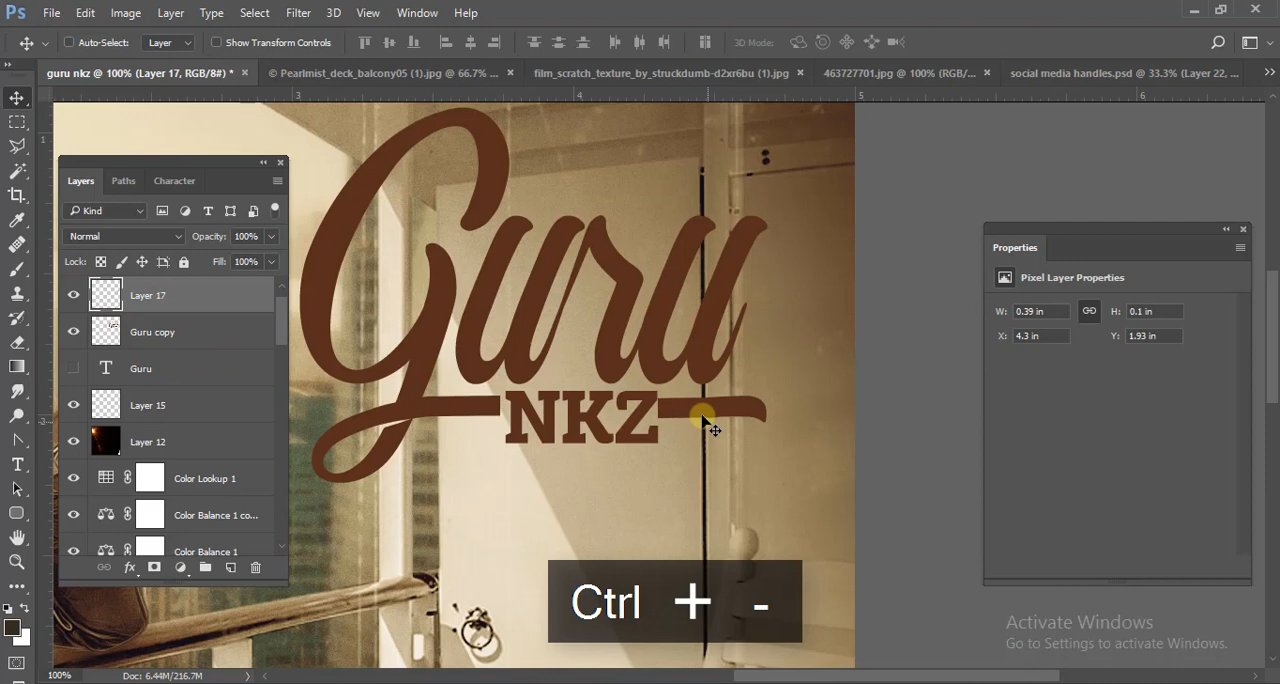 Ps File Edit Image Layer Type Select Filter 3D View Window Help
Auto-Select: Layer Show Transform Controls 3D Mode:
guru nkz @ 100% (Layer 17, RGB/8#) * × © Pearlmist_deck_balcony05 (1).jpg @ 66.7% ... × film_scratch_texture_by_struckdumb-d2xr6bu (1).jpg × 463727701.jpg @ 100% (RGB/... × social media handles.psd @ 33.3% (Layer 22, ...
3 4 5 6
1
2
Guru
NKZ
Layers Paths Character
Kind
Normal Opacity: 100%
Lock: Fill: 100%
Layer 17
Guru copy
T Guru
Layer 15
Layer 12
Color Lookup 1
Color Balance 1 co...
Color Balance 1
fx
Properties
Pixel Layer Properties
W: 0.39 in H: 0.1 in
X: 4.3 in Y: 1.93 in
Ctrl + -
Activate Windows
Go to Settings to activate Windows.
100% Doc: 6.44M/216.7M